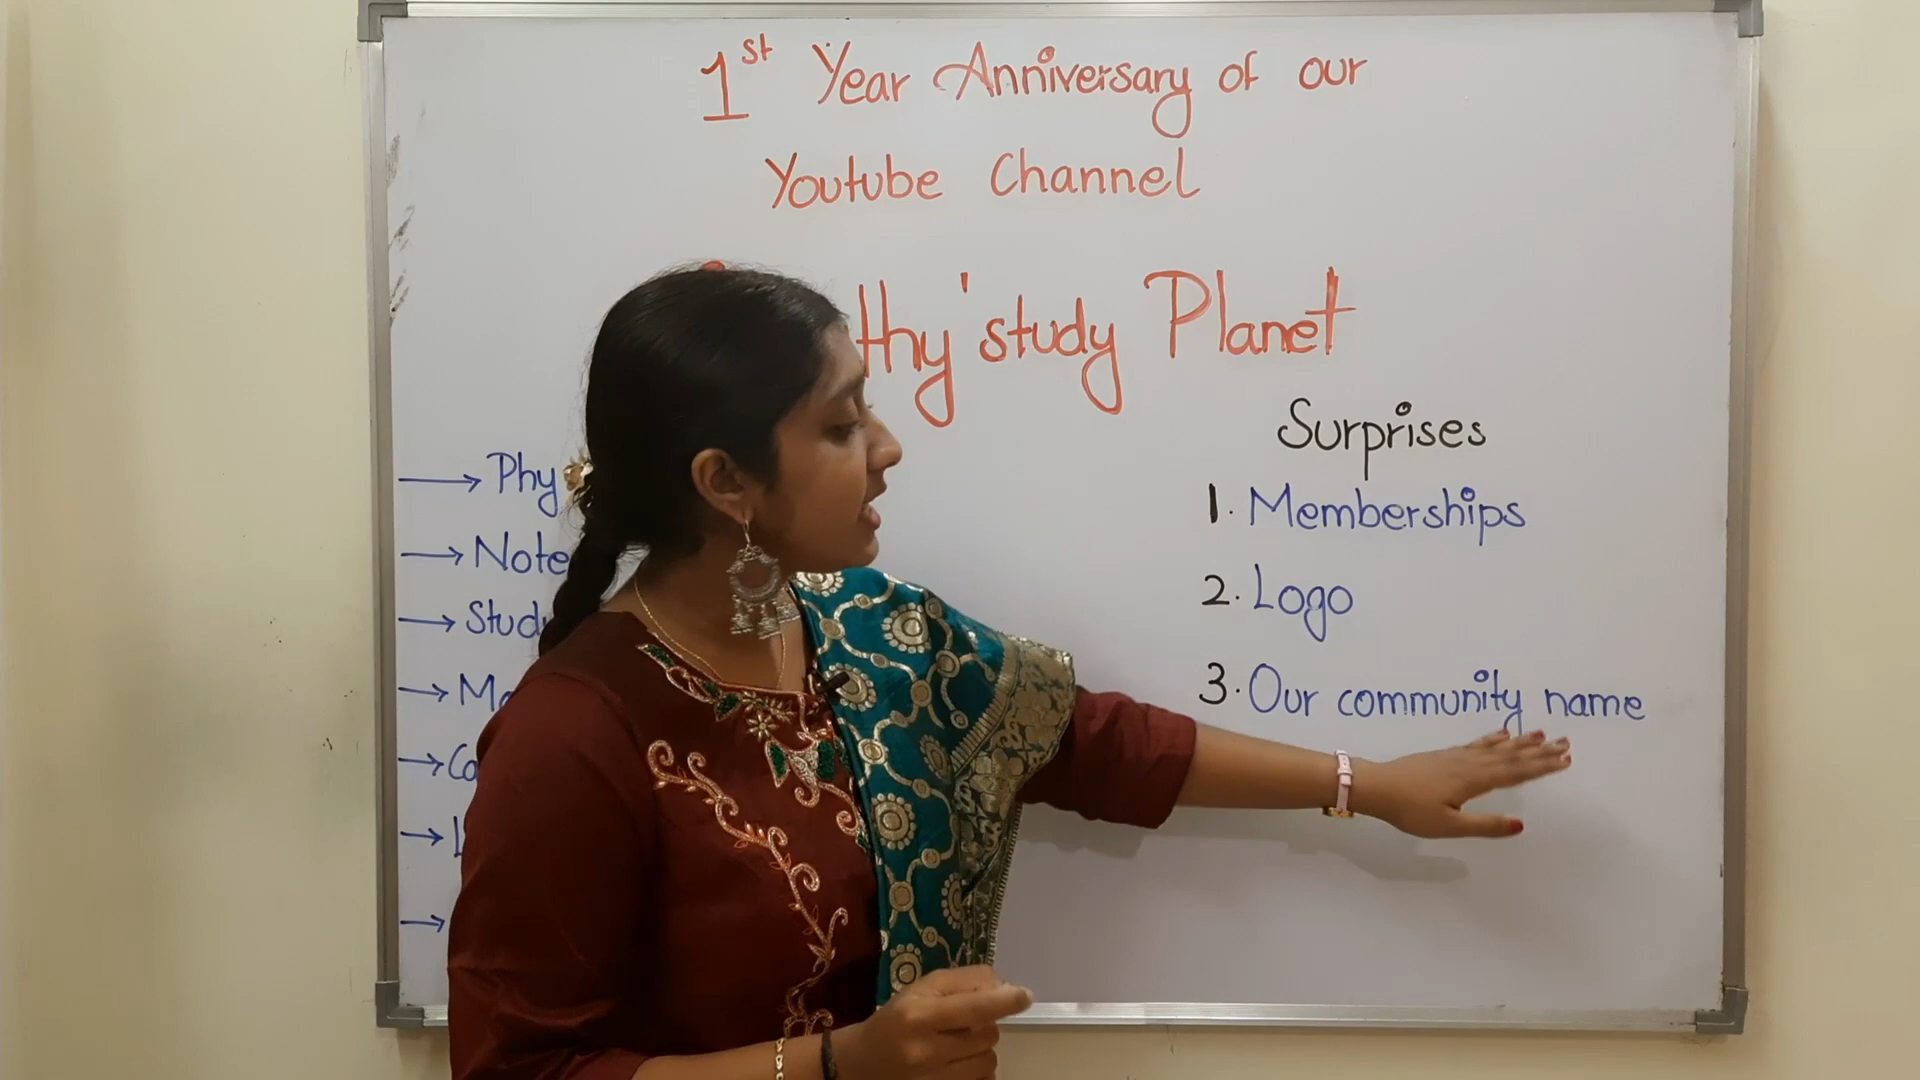 1st Year Anniversary of our
Youtube Channel
thy'study Planet
Surprises
1. Memberships
2. Logo
3. Our community name
Phy
Note
Stud